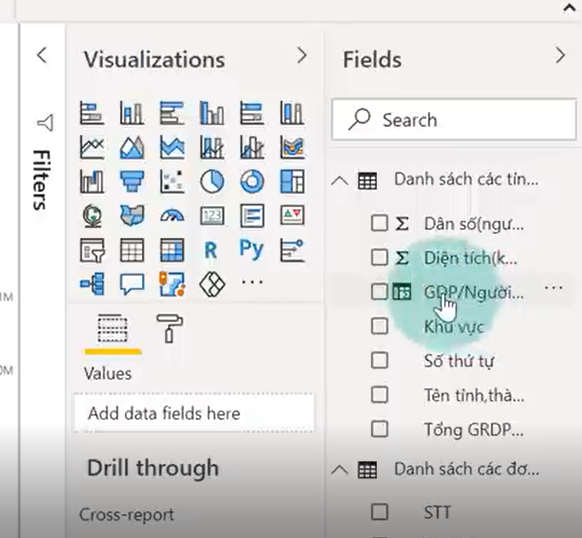 Visualizations
Fields
Search
Filters
Danh sách các tỉn...
Dân số(ngư...
Diện tích(k...
GDP/Người...
Khu vực
Số thứ tự
Tên tỉnh,thà...
Tổng GRDP...
Danh sách các đơ...
STT
123
R
Py
...
1M
0M
Values
Add data fields here
Drill through
Cross-report